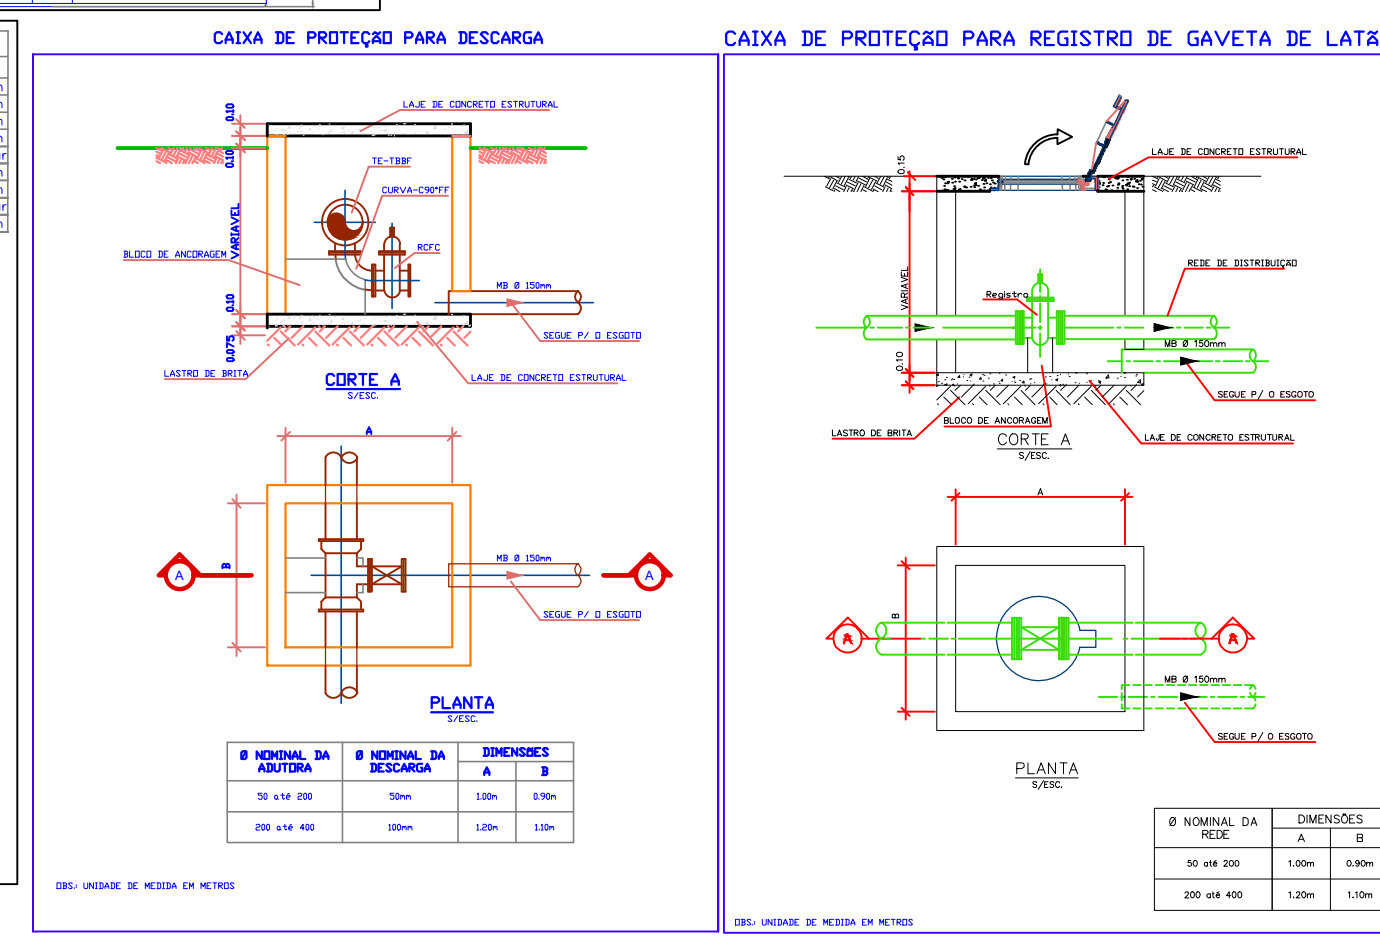 CAIXA DE PROTEÇÃO PARA DESCARGA
0.10
LAJE DE CONCRETO ESTRUTURAL
0.10
TE-TBBF
CURVA-C90°FF
VARIAVEL
BLOCO DE ANCORAGEM
RCFC
MB Ø 150mm
0.10
SEGUE P/ O ESGOTO
0.075
LASTRO DE BRITA
CORTE A
S/ESC.
LAJE DE CONCRETO ESTRUTURAL
A
B
A
A
MB Ø 150mm
SEGUE P/ O ESGOTO
PLANTA
S/ESC.
Ø NOMINAL DA ADUTORA
Ø NOMINAL DA DESCARGA
DIMENSÕES
A
B
50 até 200
50mm
1.00m
0.90m
200 até 400
100mm
1.20m
1.10m
OBS.: UNIDADE DE MEDIDA EM METROS
CAIXA DE PROTEÇÃO PARA REGISTRO DE GAVETA DE LATÃ
0.15
LAJE DE CONCRETO ESTRUTURAL
VARIAVEL
REDE DE DISTRIBUIÇÃO
Registro
MB Ø 150mm
0.10
SEGUE P/ O ESGOTO
BLOCO DE ANCORAGEM
LASTRO DE BRITA
CORTE A
S/ESC.
LAJE DE CONCRETO ESTRUTURAL
A
B
A
A
MB Ø 150mm
SEGUE P/ O ESGOTO
PLANTA
S/ESC.
Ø NOMINAL DA REDE
DIMENSÕES
A
B
50 até 200
1.00m
0.90m
200 até 400
1.20m
1.10m
OBS.: UNIDADE DE MEDIDA EM METROS